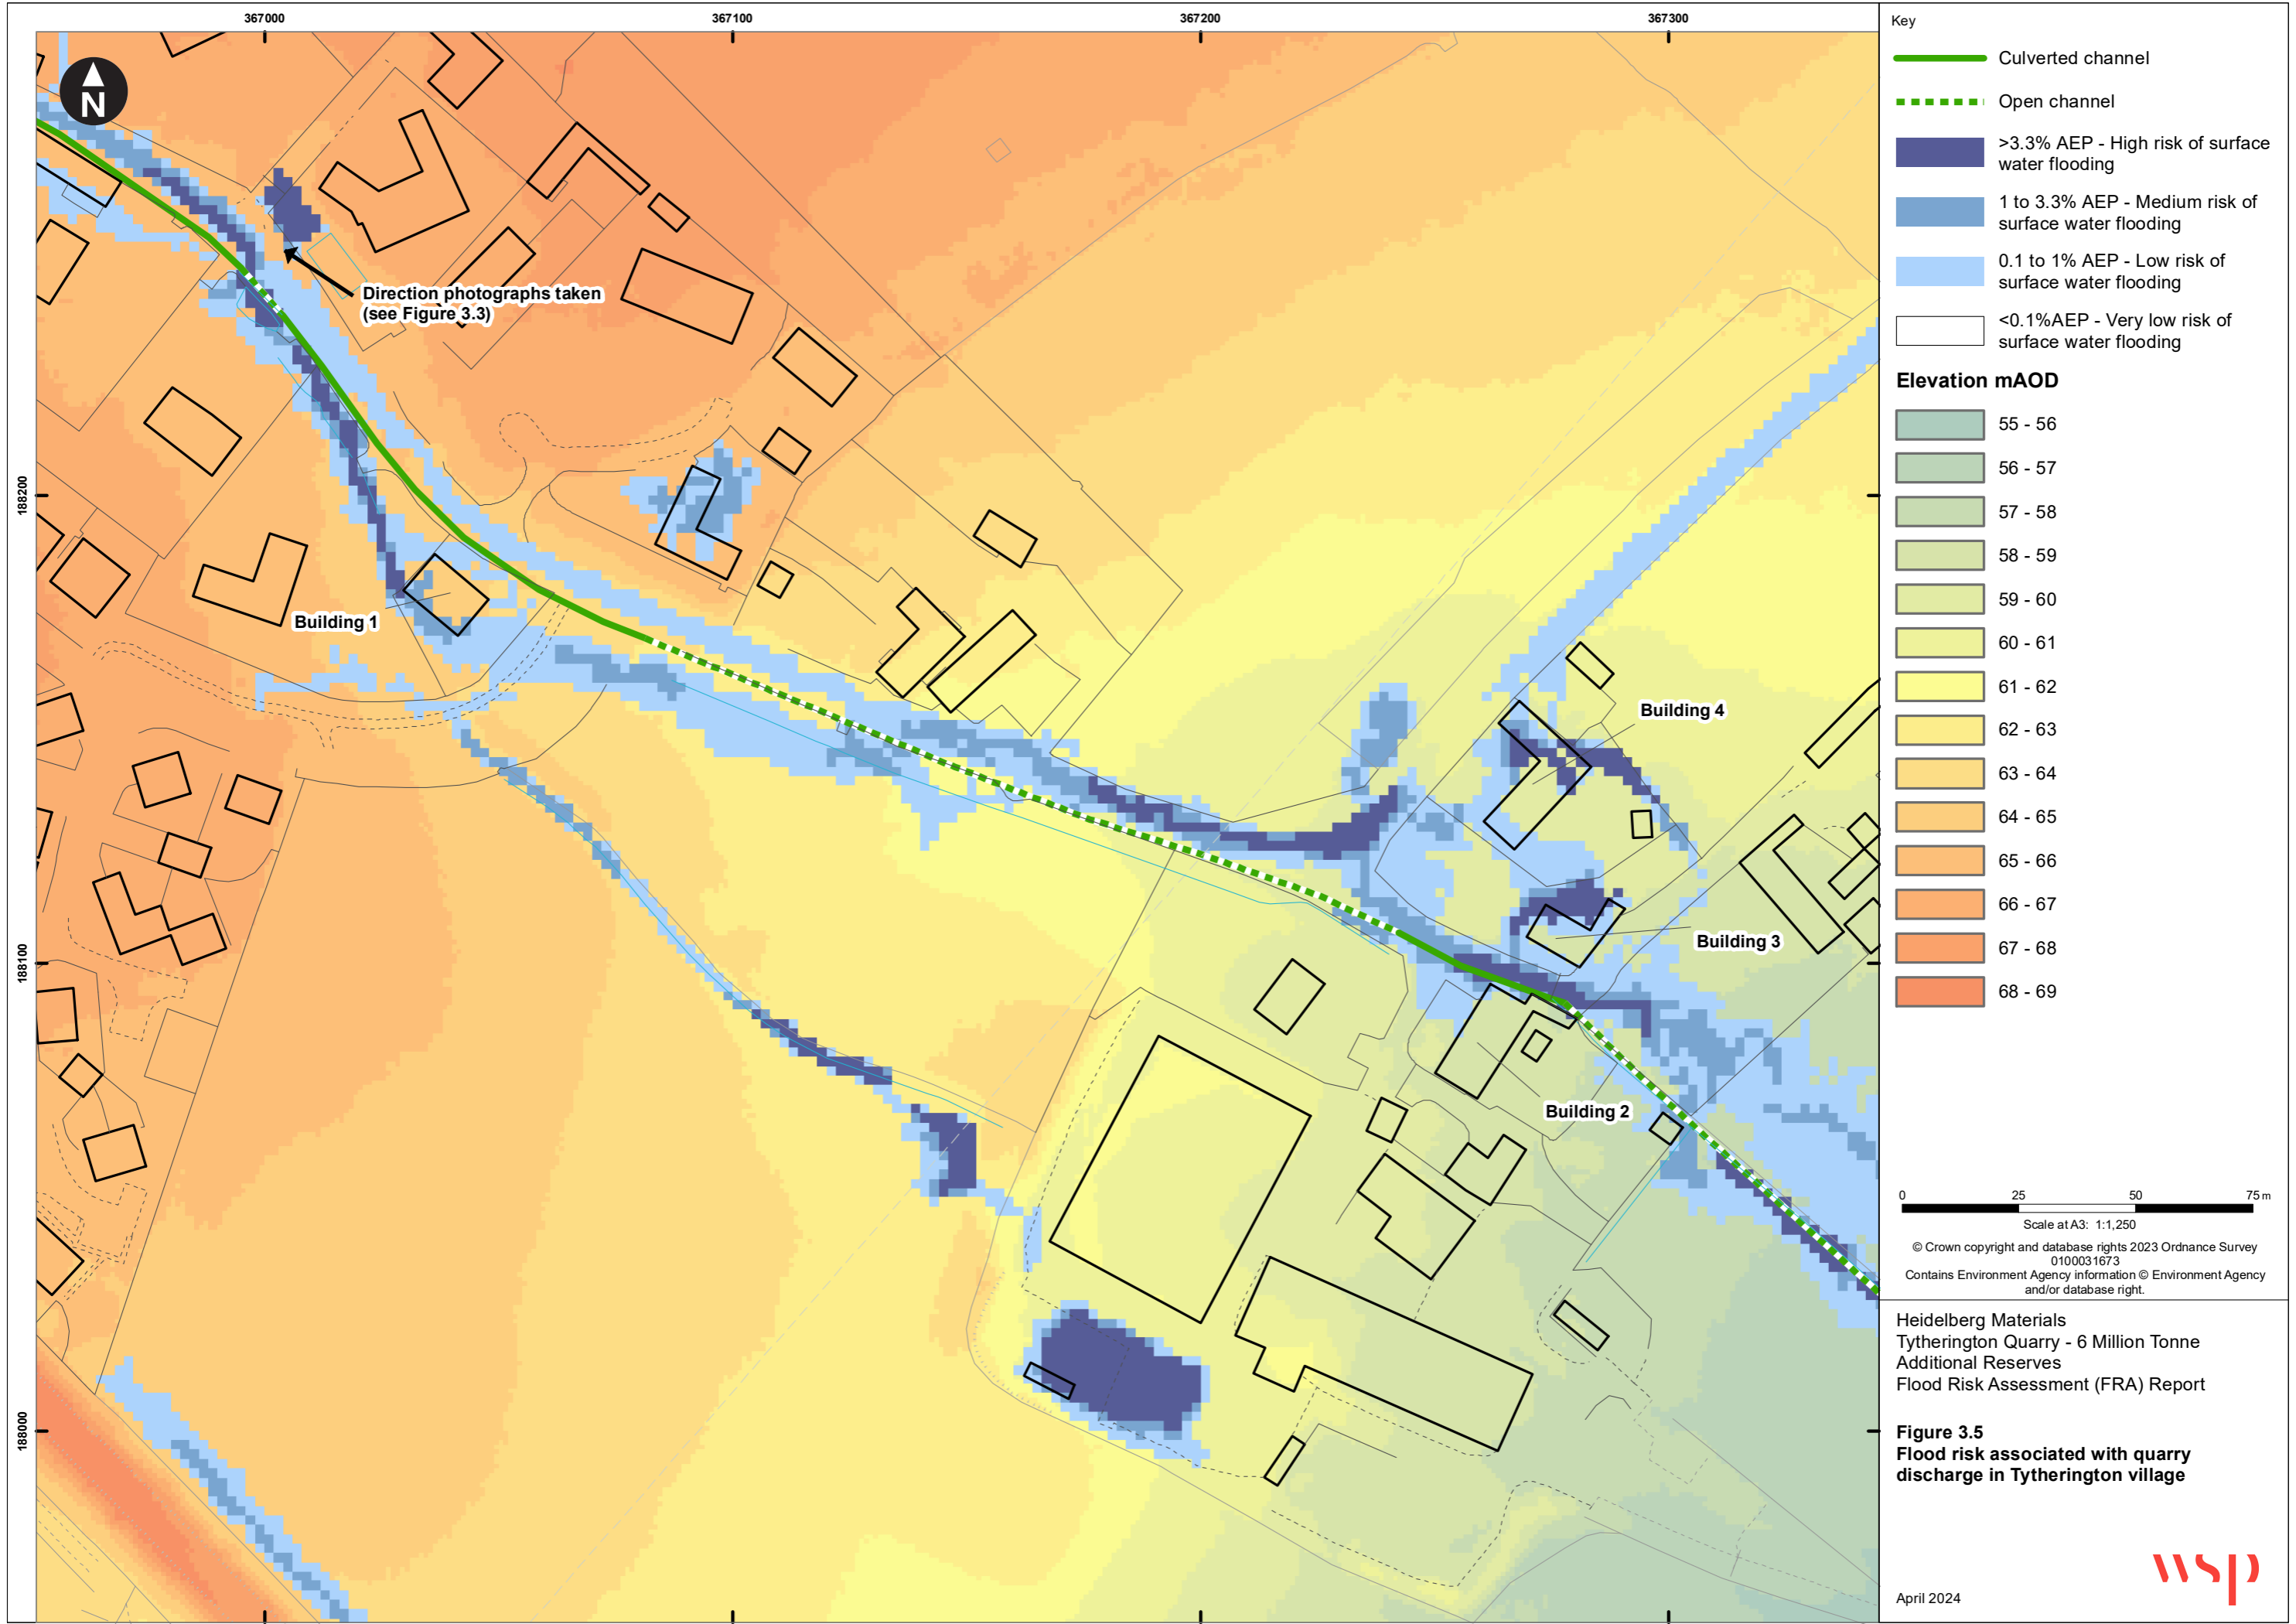 367000
367100
367200
367300
188200
188100
188000
N
Direction photographs taken
(see Figure 3.3)
Building 1
Building 4
Building 3
Building 2
Key
Culverted channel
Open channel
>3.3% AEP - High risk of surface
water flooding
1 to 3.3% AEP - Medium risk of
surface water flooding
0.1 to 1% AEP - Low risk of
surface water flooding
<0.1%AEP - Very low risk of
surface water flooding
Elevation mAOD
55 - 56
56 - 57
57 - 58
58 - 59
59 - 60
60 - 61
61 - 62
62 - 63
63 - 64
64 - 65
65 - 66
66 - 67
67 - 68
68 - 69
0 25 50 75 m
Scale at A3: 1:1,250
© Crown copyright and database rights 2023 Ordnance Survey
0100031673
Contains Environment Agency information © Environment Agency
and/or database right.
Heidelberg Materials
Tytherington Quarry - 6 Million Tonne
Additional Reserves
Flood Risk Assessment (FRA) Report
Figure 3.5
Flood risk associated with quarry
discharge in Tytherington village
April 2024
wsp